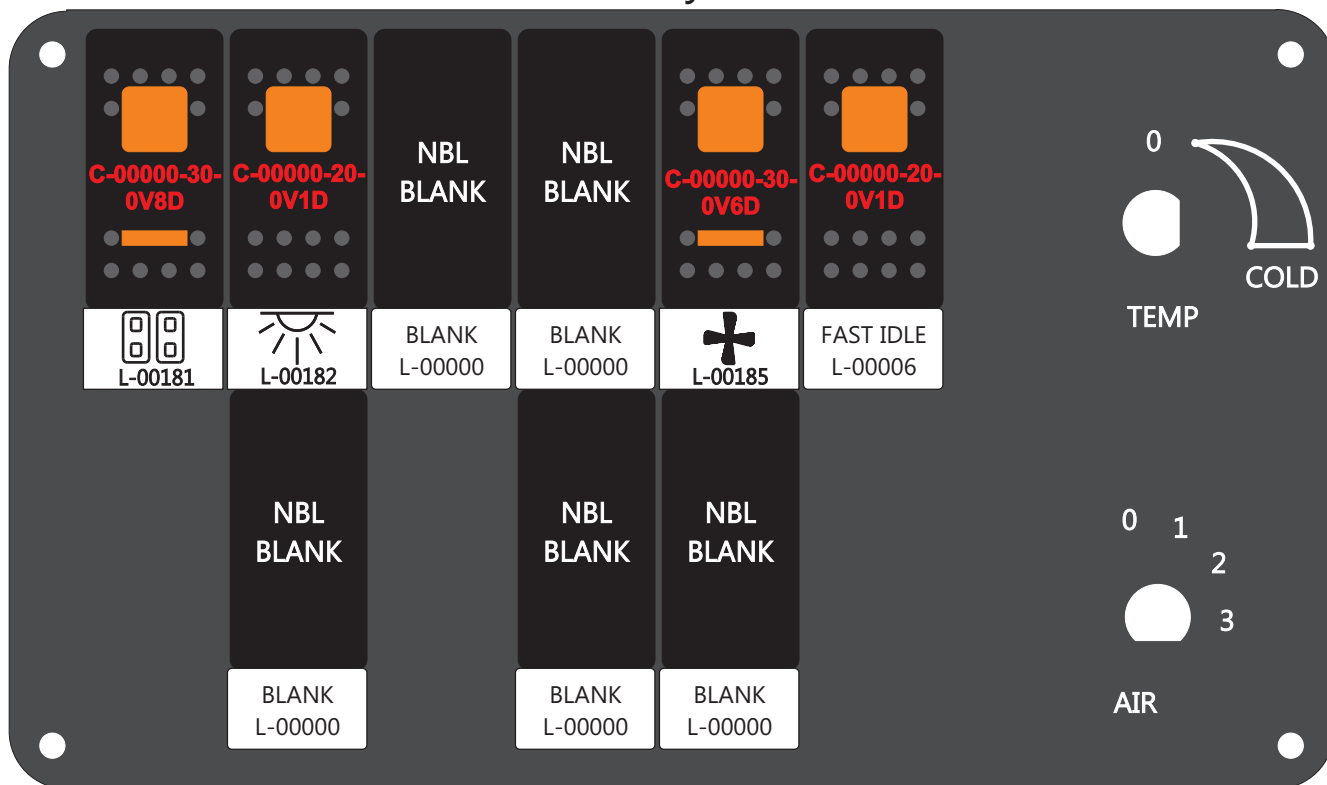 C-00000-30-
0V8D
C-00000-20-
0V1D
NBL
BLANK
NBL
BLANK
C-00000-30-
0V6D
C-00000-20-
0V1D
L-00181
L-00182
BLANK
L-00000
BLANK
L-00000
L-00185
FAST IDLE
L-00006
0
COLD
TEMP
NBL
BLANK
NBL
BLANK
NBL
BLANK
BLANK
L-00000
BLANK
L-00000
BLANK
L-00000
0
1
2
3
AIR